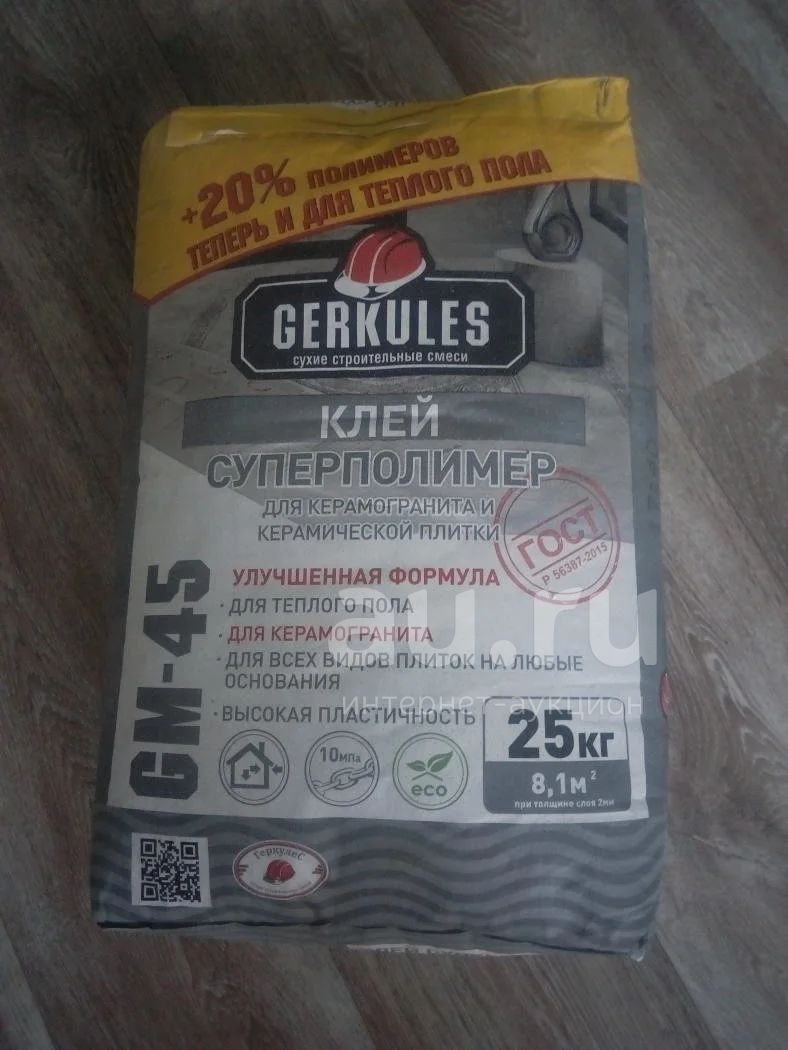 +20% ПОЛИМЕРОВ
ТЕПЕРЬ И ДЛЯ ТЕПЛОГО ПОЛА
GERKULES
сухие строительные смеси
КЛЕЙ
СУПЕРПОЛИМЕР
ДЛЯ КЕРАМОГРАНИТА И
КЕРАМИЧЕСКОЙ ПЛИТКИ
ГОСТ
Р 56387-2015
GM-45
УЛУЧШЕННАЯ ФОРМУЛА
· ДЛЯ ТЕПЛОГО ПОЛА
· ДЛЯ КЕРАМОГРАНИТА
· ДЛЯ ВСЕХ ВИДОВ ПЛИТОК НА ЛЮБЫЕ
ОСНОВАНИЯ
· ВЫСОКАЯ ПЛАСТИЧНОСТЬ
au.ru
интернет-аукцион
25КГ
8,1м²
при толщине слоя 2мм
10МПа
eco
ГеркулеС